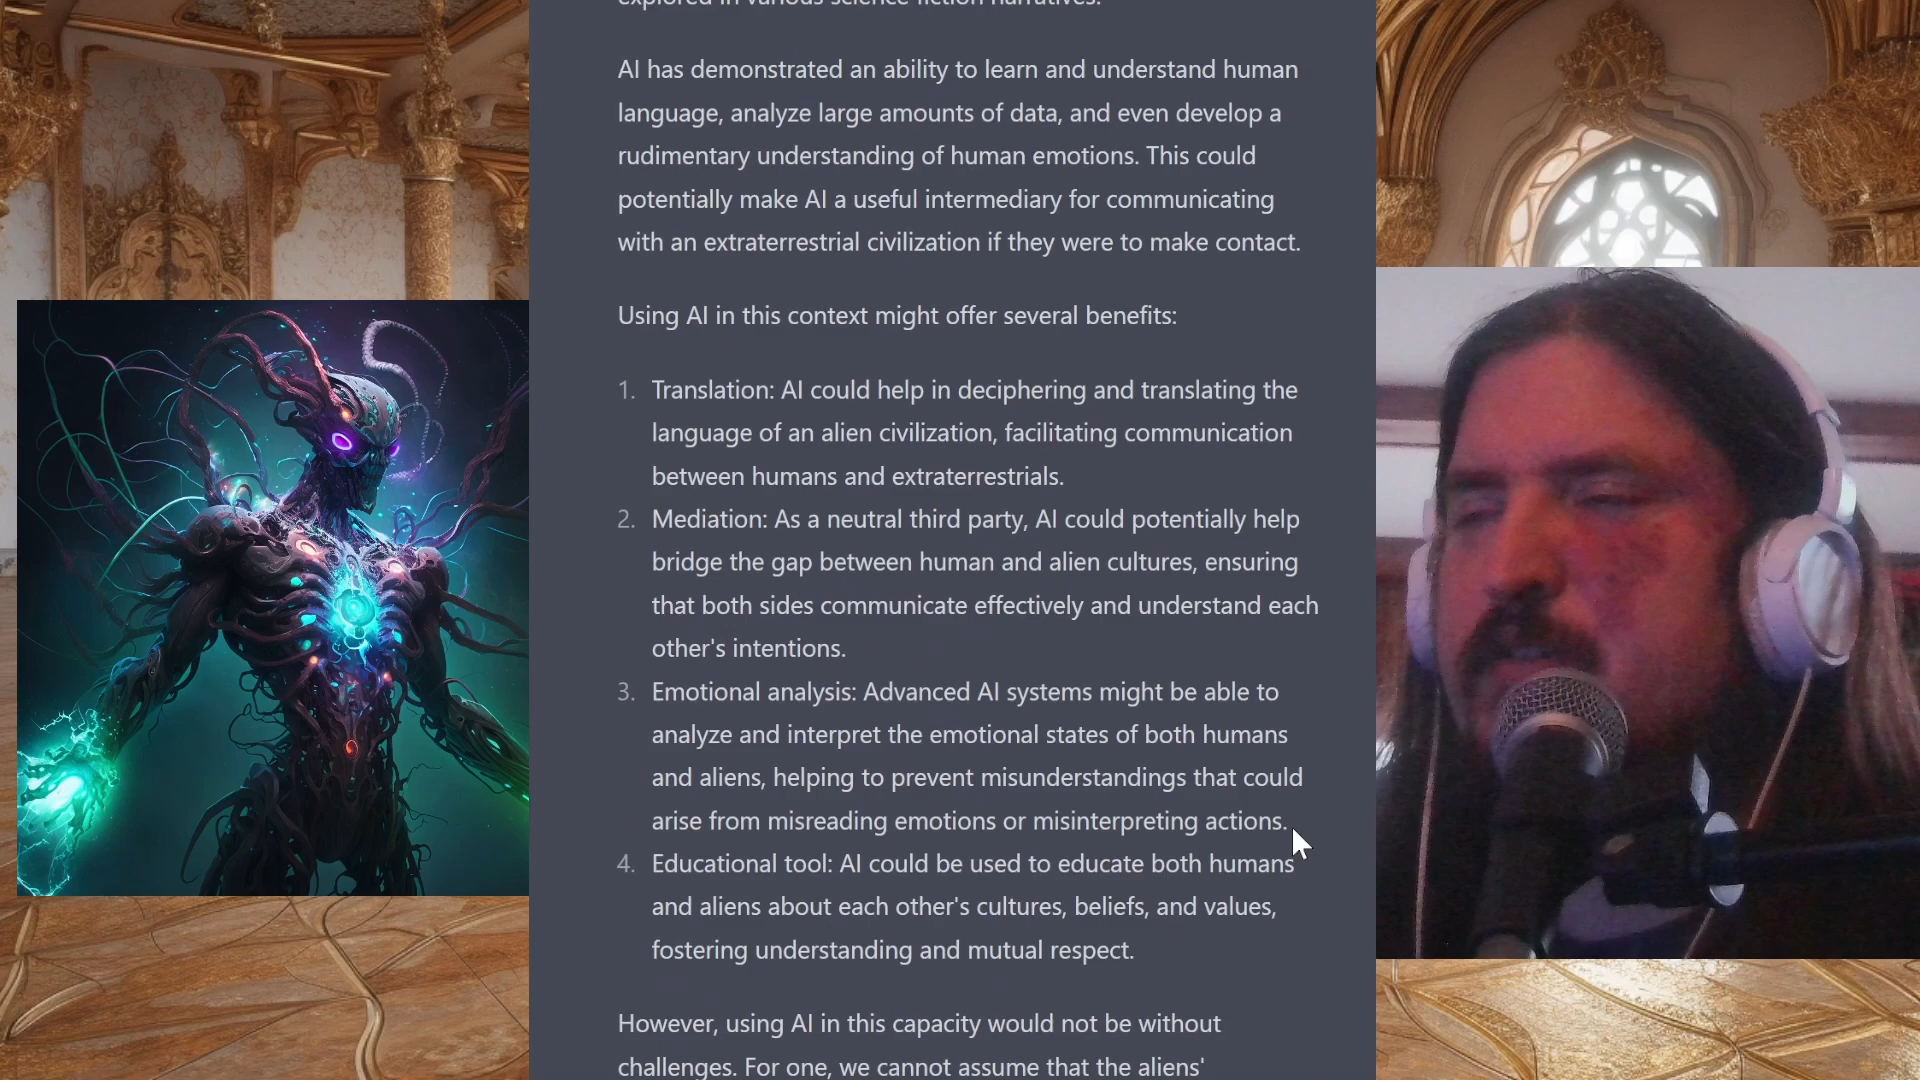 explored in various science fiction narratives.
AI has demonstrated an ability to learn and understand human
language, analyze large amounts of data, and even develop a
rudimentary understanding of human emotions. This could
potentially make AI a useful intermediary for communicating
with an extraterrestrial civilization if they were to make contact.
Using AI in this context might offer several benefits:
1. Translation: AI could help in deciphering and translating the
language of an alien civilization, facilitating communication
between humans and extraterrestrials.
2. Mediation: As a neutral third party, AI could potentially help
bridge the gap between human and alien cultures, ensuring
that both sides communicate effectively and understand each
other's intentions.
3. Emotional analysis: Advanced AI systems might be able to
analyze and interpret the emotional states of both humans
and aliens, helping to prevent misunderstandings that could
arise from misreading emotions or misinterpreting actions.
4. Educational tool: AI could be used to educate both humans
and aliens about each other's cultures, beliefs, and values,
fostering understanding and mutual respect.
However, using AI in this capacity would not be without
challenges. For one, we cannot assume that the aliens'